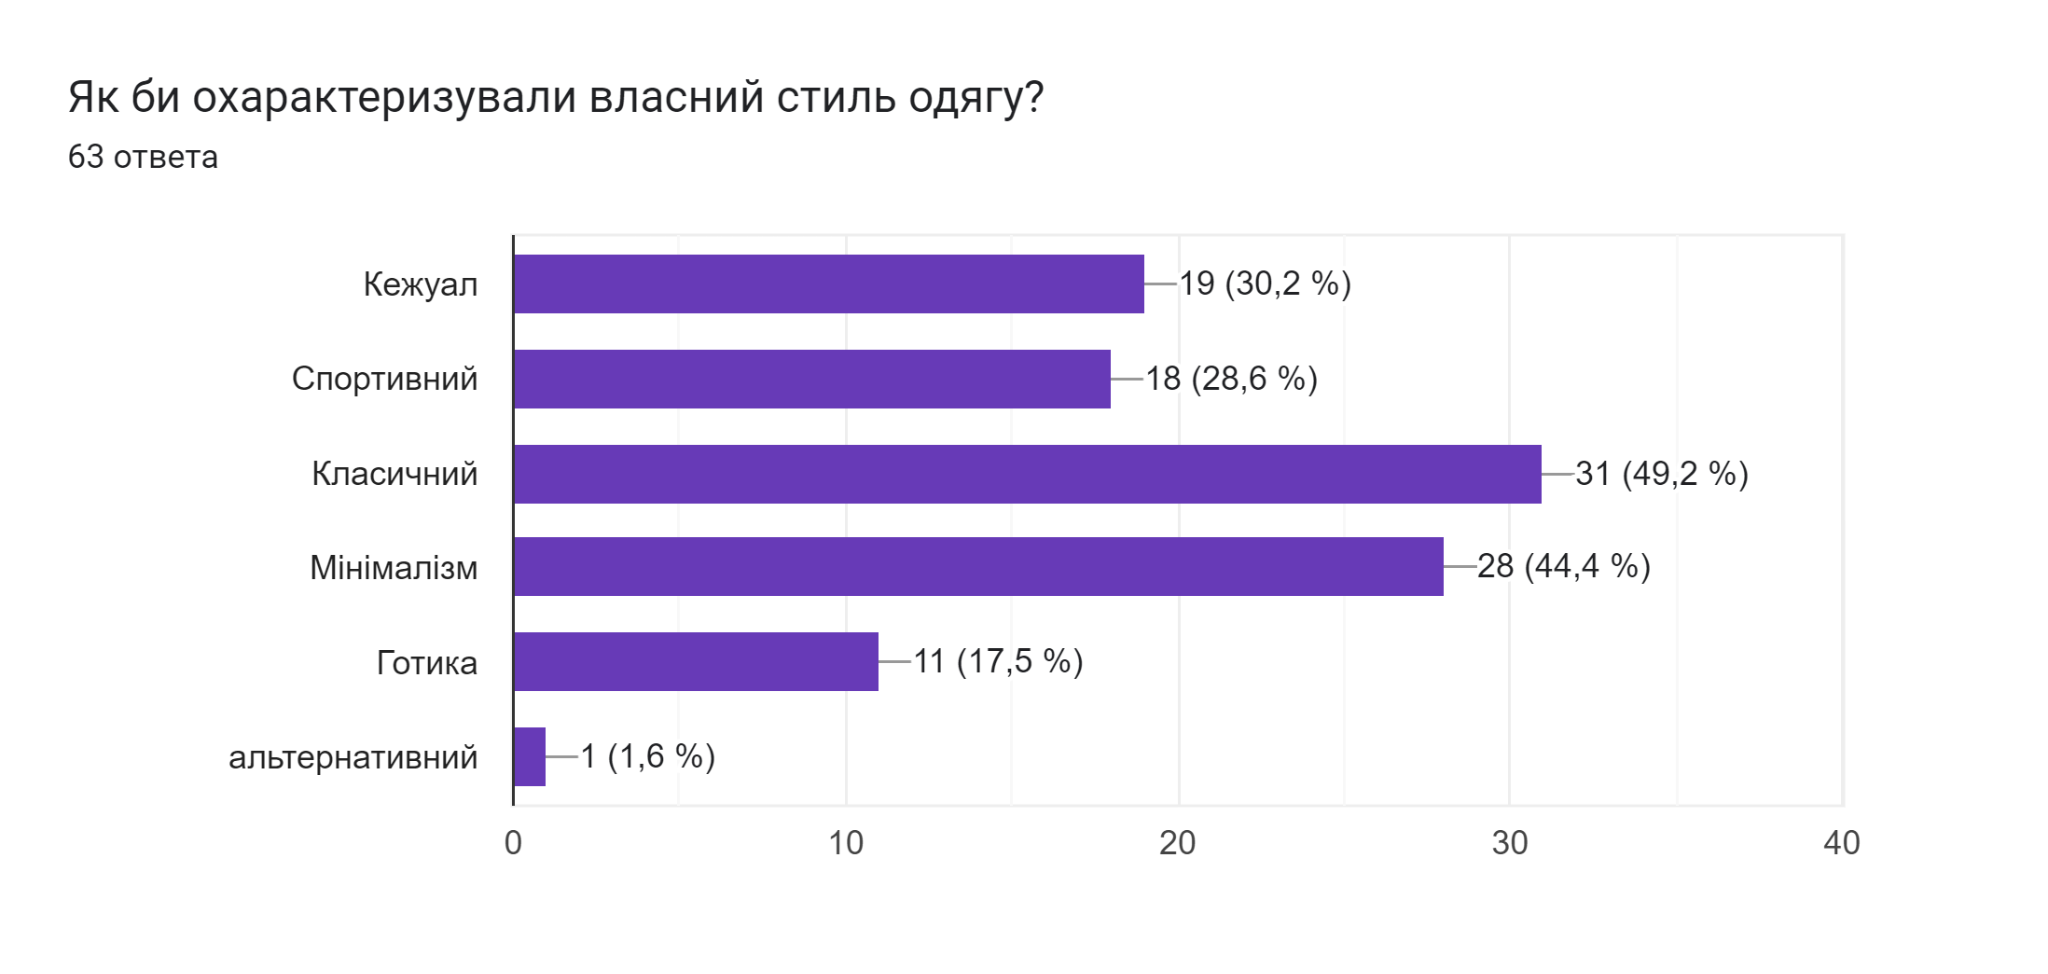 Як би охарактеризували власний стиль одягу?
63 ответа
Кежуал 19 (30,2 %)
Спортивний 18 (28,6 %)
Класичний 31 (49,2 %)
Мінімалізм 28 (44,4 %)
Готика 11 (17,5 %)
альтернативний 1 (1,6 %)
0 10 20 30 40